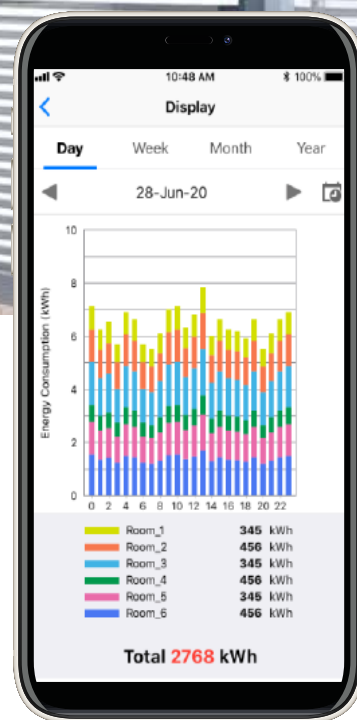 10:48 AM 100%
Display
Day Week Month Year
28-Jun-20
Energy Consumption (kWh)
10
8
6
4
2
0
0 2 4 6 8 10 12 14 16 18 20 22
Room_1 345 kWh
Room_2 456 kWh
Room_3 345 kWh
Room_4 456 kWh
Room_5 345 kWh
Room_6 456 kWh
Total 2768 kWh